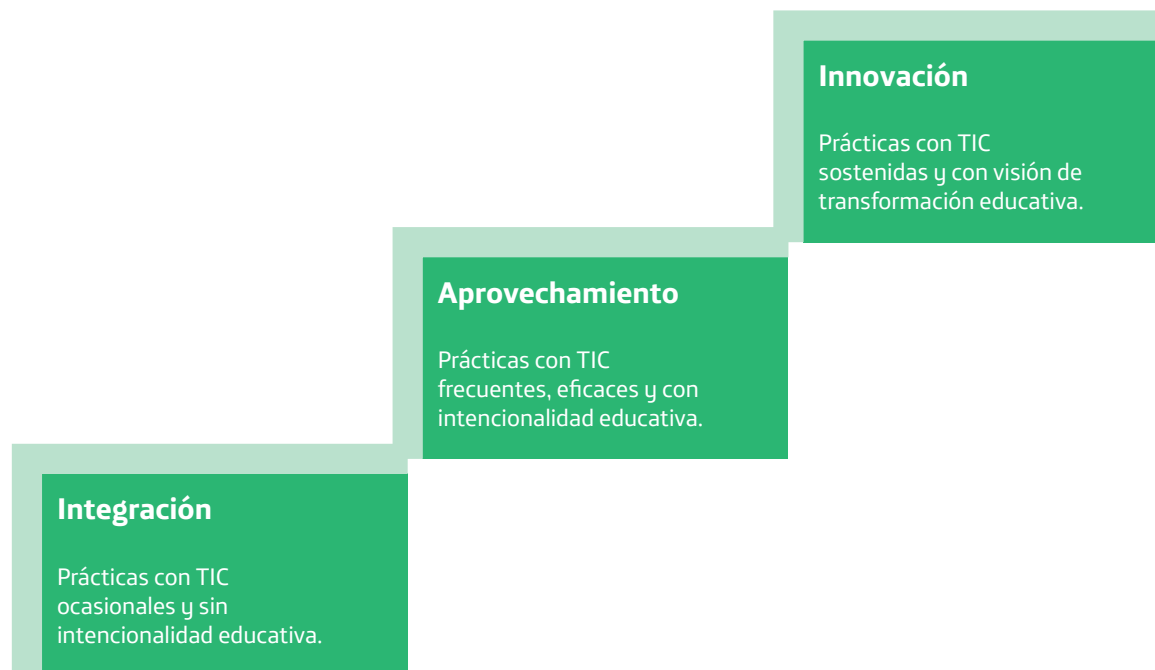 Innovación
Prácticas con TIC
sostenidas y con visión de
transformación educativa.
Aprovechamiento
Prácticas con TIC
frecuentes, eficaces y con
intencionalidad educativa.
Integración
Prácticas con TIC
ocasionales y sin
intencionalidad educativa.